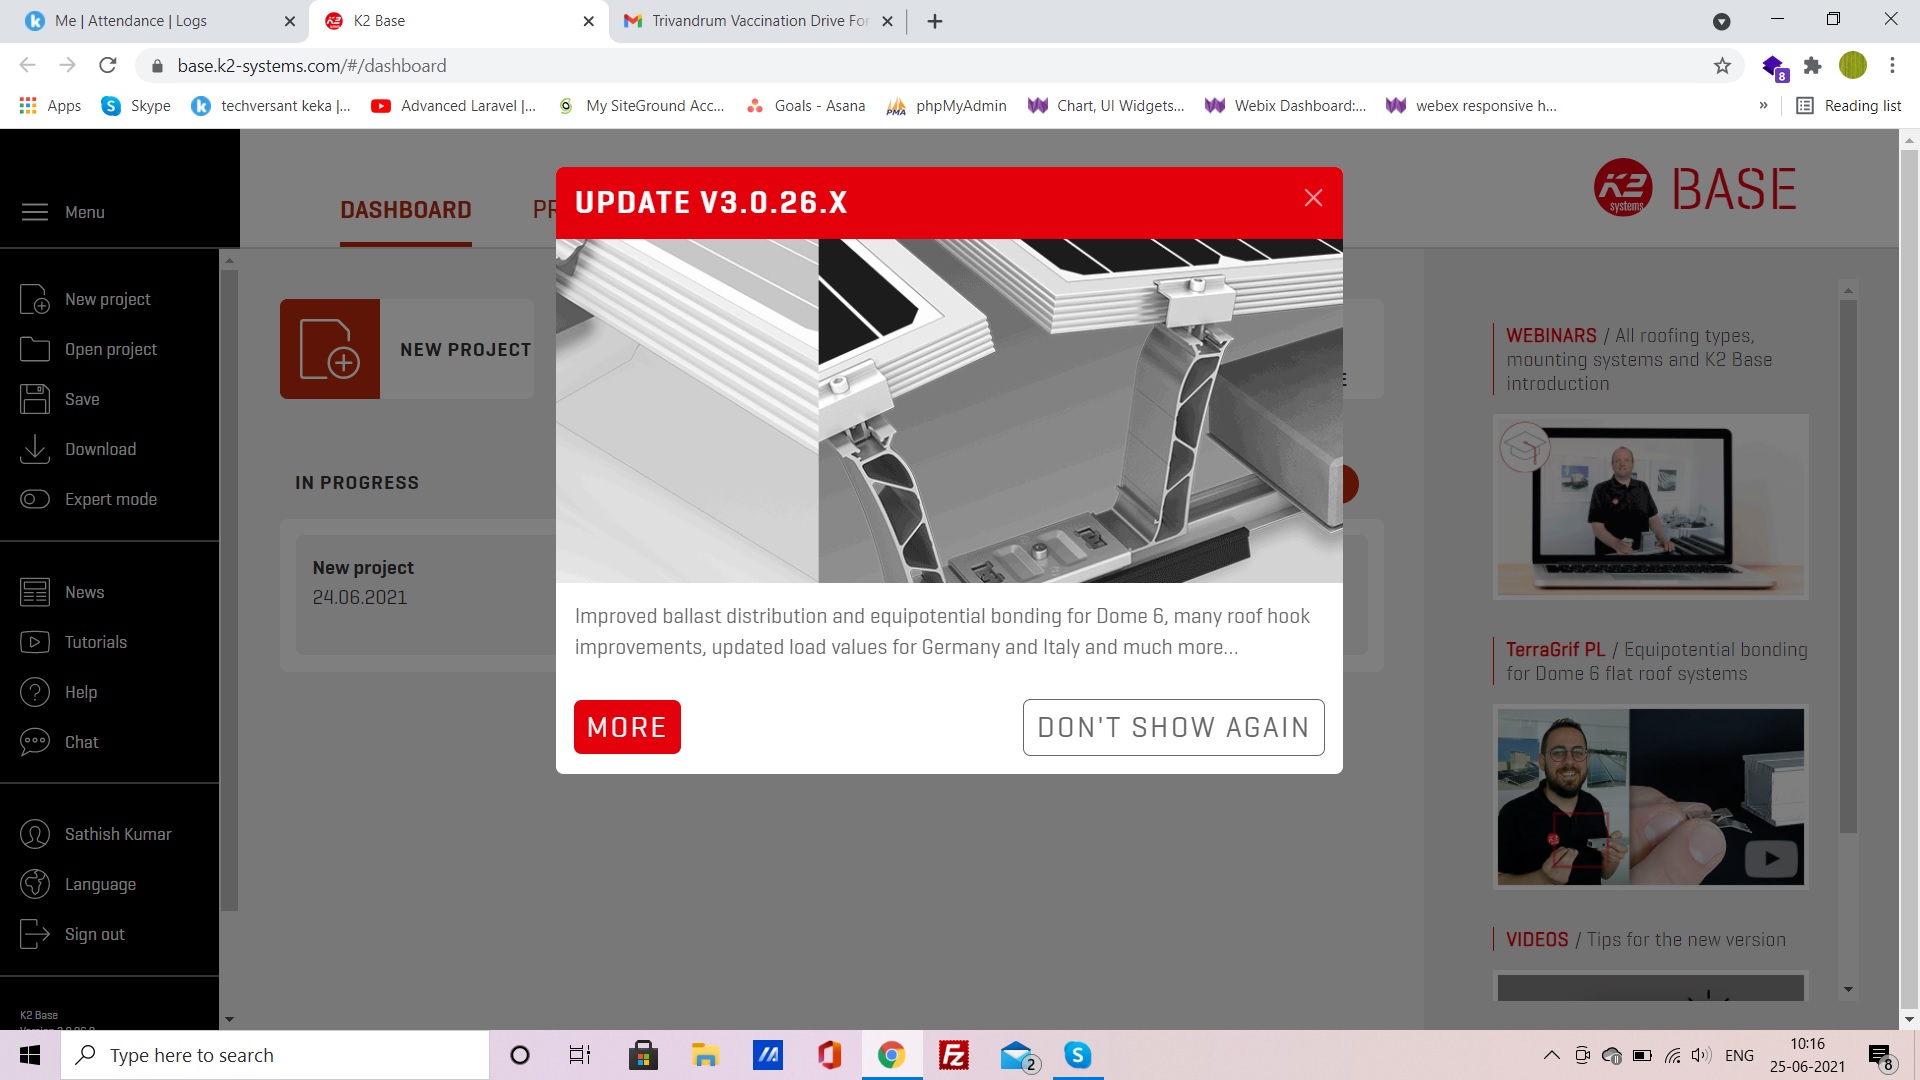 Me | Attendance | Logs
K2 Base
Trivandrum Vaccination Drive For
base.k2-systems.com/#/dashboard
8
Apps
Skype
techversant keka |...
Advanced Laravel |...
My SiteGround Acc...
Goals - Asana
phpMyAdmin
Chart, UI Widgets...
Webix Dashboard:...
webex responsive h...
»
Reading list
Menu
DASHBOARD
PR
K2 systems
BASE
UPDATE V3.0.26.X
New project
Open project
Save
Download
Expert mode
NEW PROJECT
IN PROGRESS
New project
24.06.2021
Improved ballast distribution and equipotential bonding for Dome 6, many roof hook
improvements, updated load values for Germany and Italy and much more...
MORE
DON'T SHOW AGAIN
WEBINARS / All roofing types,
mounting systems and K2 Base
introduction
TerraGrif PL / Equipotential bonding
for Dome 6 flat roof systems
VIDEOS / Tips for the new version
News
Tutorials
Help
Chat
Sathish Kumar
Language
Sign out
K2 Base
Type here to search
2
ENG
10:16
25-06-2021
8